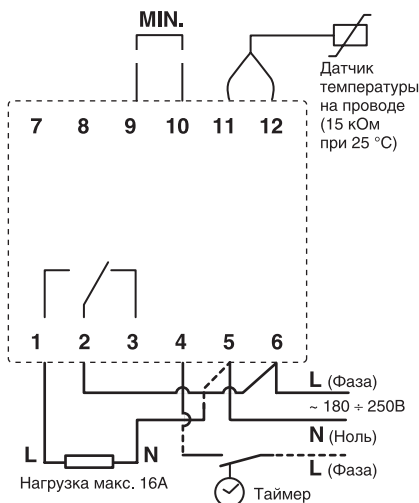 MIN.
Датчик
температуры
на проводе
(15 кОм
при 25 °C)
7 8 9 10 11 12
1 2 3 4 5 6
L (Фаза)
~ 180 ÷ 250В
N (Ноль)
L (Фаза)
L N
Нагрузка макс. 16А
Таймер